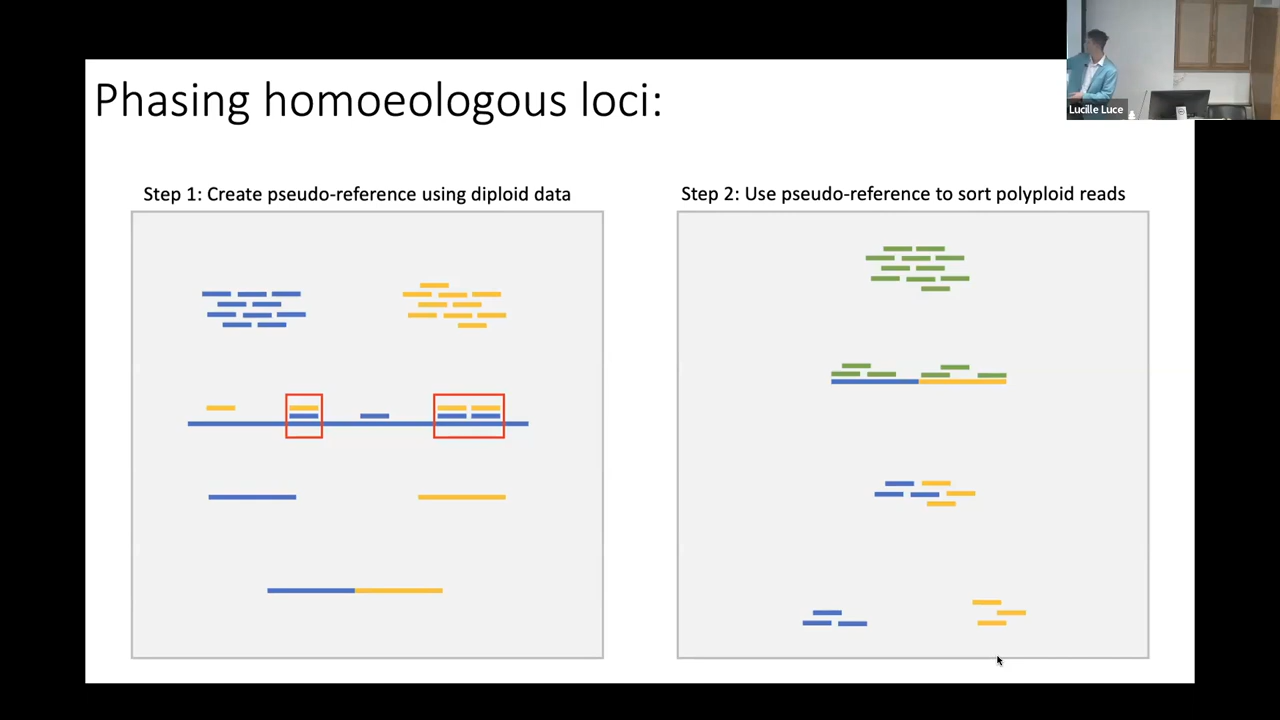 Phasing homoeologous loci:
Lucille Luce
Step 1: Create pseudo-reference using diploid data
Step 2: Use pseudo-reference to sort polyploid reads